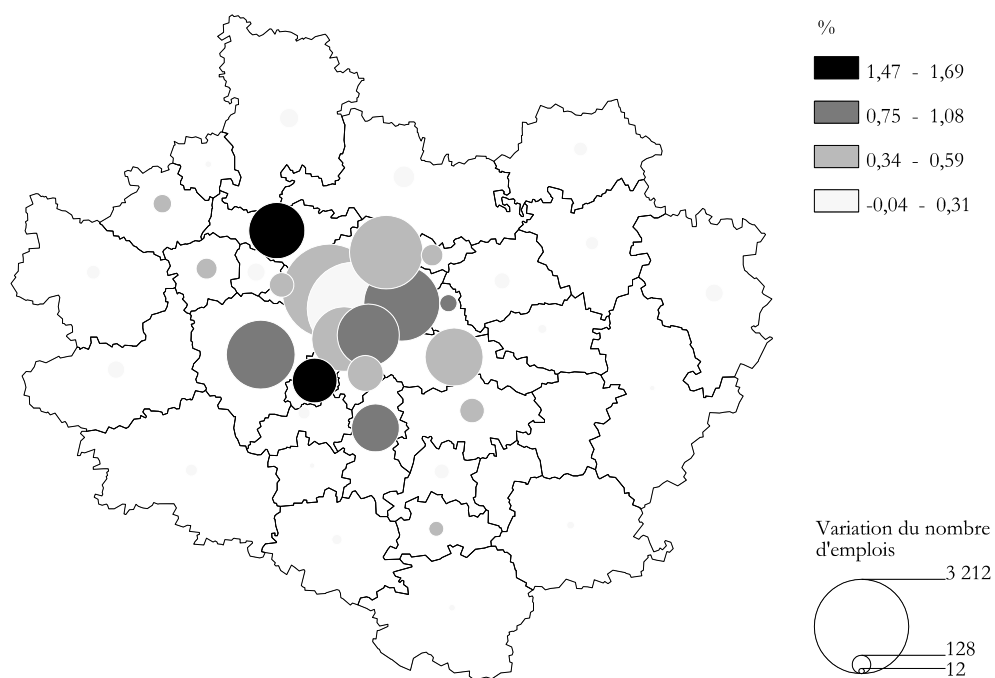 %
1,47 - 1,69
0,75 - 1,08
0,34 - 0,59
-0,04 - 0,31
Variation du nombre
d'emplois
3 212
128
12